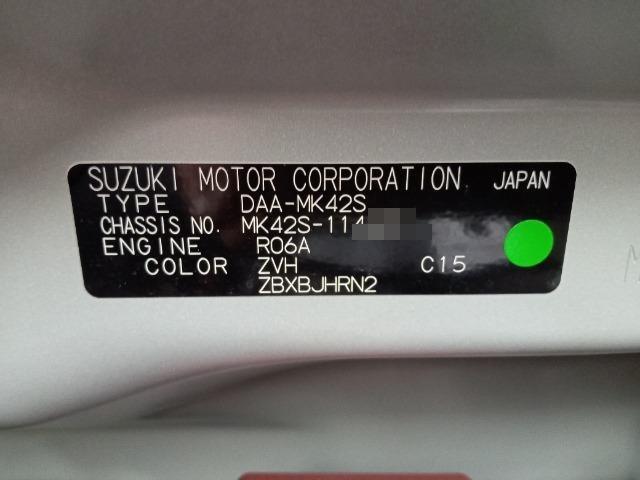 SUZUKI MOTOR CORPORATION JAPAN
TYPE DAA-MK42S
CHASSIS NO. MK42S-114
ENGINE R06A
COLOR ZVH C15
ZBXBJHRN2